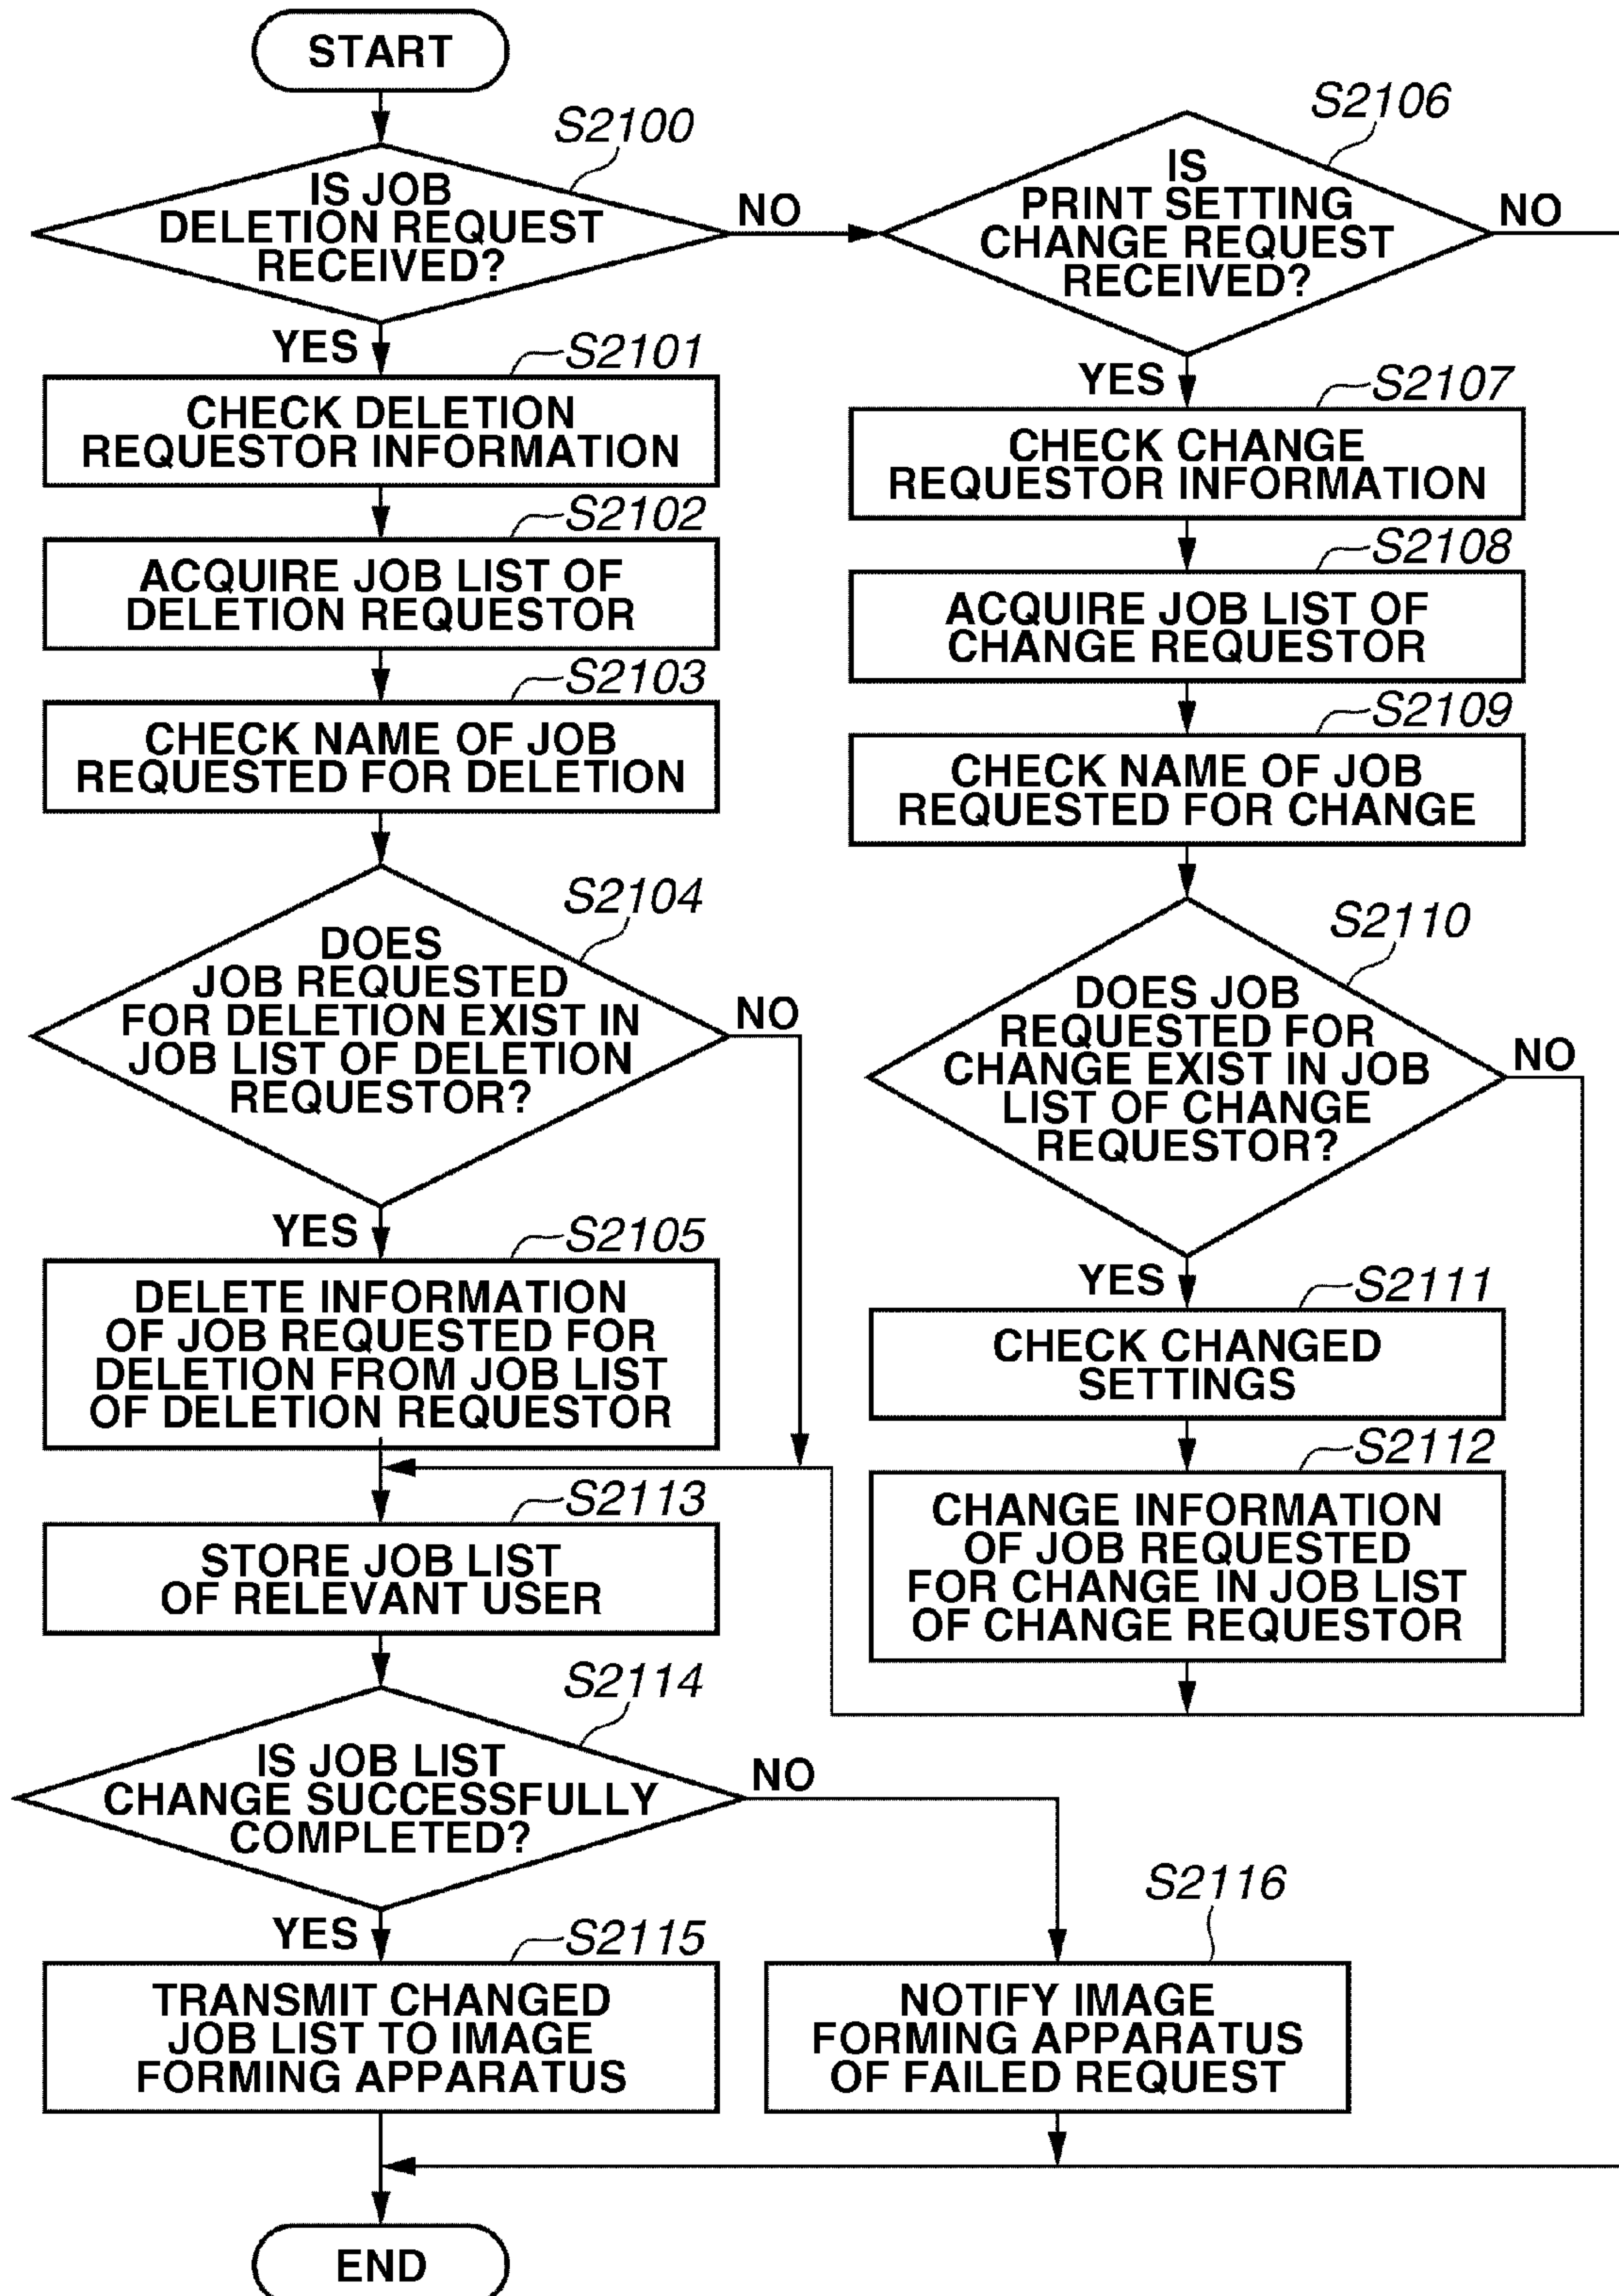 START
S2100
IS JOB
DELETION REQUEST
RECEIVED?
NO
YES
S2101
CHECK DELETION
REQUESTOR INFORMATION
S2102
ACQUIRE JOB LIST OF
DELETION REQUESTOR
S2103
CHECK NAME OF JOB
REQUESTED FOR DELETION
S2104
DOES
JOB REQUESTED
FOR DELETION EXIST IN
JOB LIST OF DELETION
REQUESTOR?
NO
YES
S2105
DELETE INFORMATION
OF JOB REQUESTED FOR
DELETION FROM JOB LIST
OF DELETION REQUESTOR
S2106
IS
PRINT SETTING
CHANGE REQUEST
RECEIVED?
NO
YES
S2107
CHECK CHANGE
REQUESTOR INFORMATION
S2108
ACQUIRE JOB LIST OF
CHANGE REQUESTOR
S2109
CHECK NAME OF JOB
REQUESTED FOR CHANGE
S2110
DOES JOB
REQUESTED FOR
CHANGE EXIST IN JOB
LIST OF CHANGE
REQUESTOR?
NO
YES
S2111
CHECK CHANGED
SETTINGS
S2112
CHANGE INFORMATION
OF JOB REQUESTED
FOR CHANGE IN JOB LIST
OF CHANGE REQUESTOR
S2113
STORE JOB LIST
OF RELEVANT USER
S2114
IS JOB LIST
CHANGE SUCCESSFULLY
COMPLETED?
NO
YES
S2115
TRANSMIT CHANGED
JOB LIST TO IMAGE
FORMING APPARATUS
S2116
NOTIFY IMAGE
FORMING APPARATUS
OF FAILED REQUEST
END